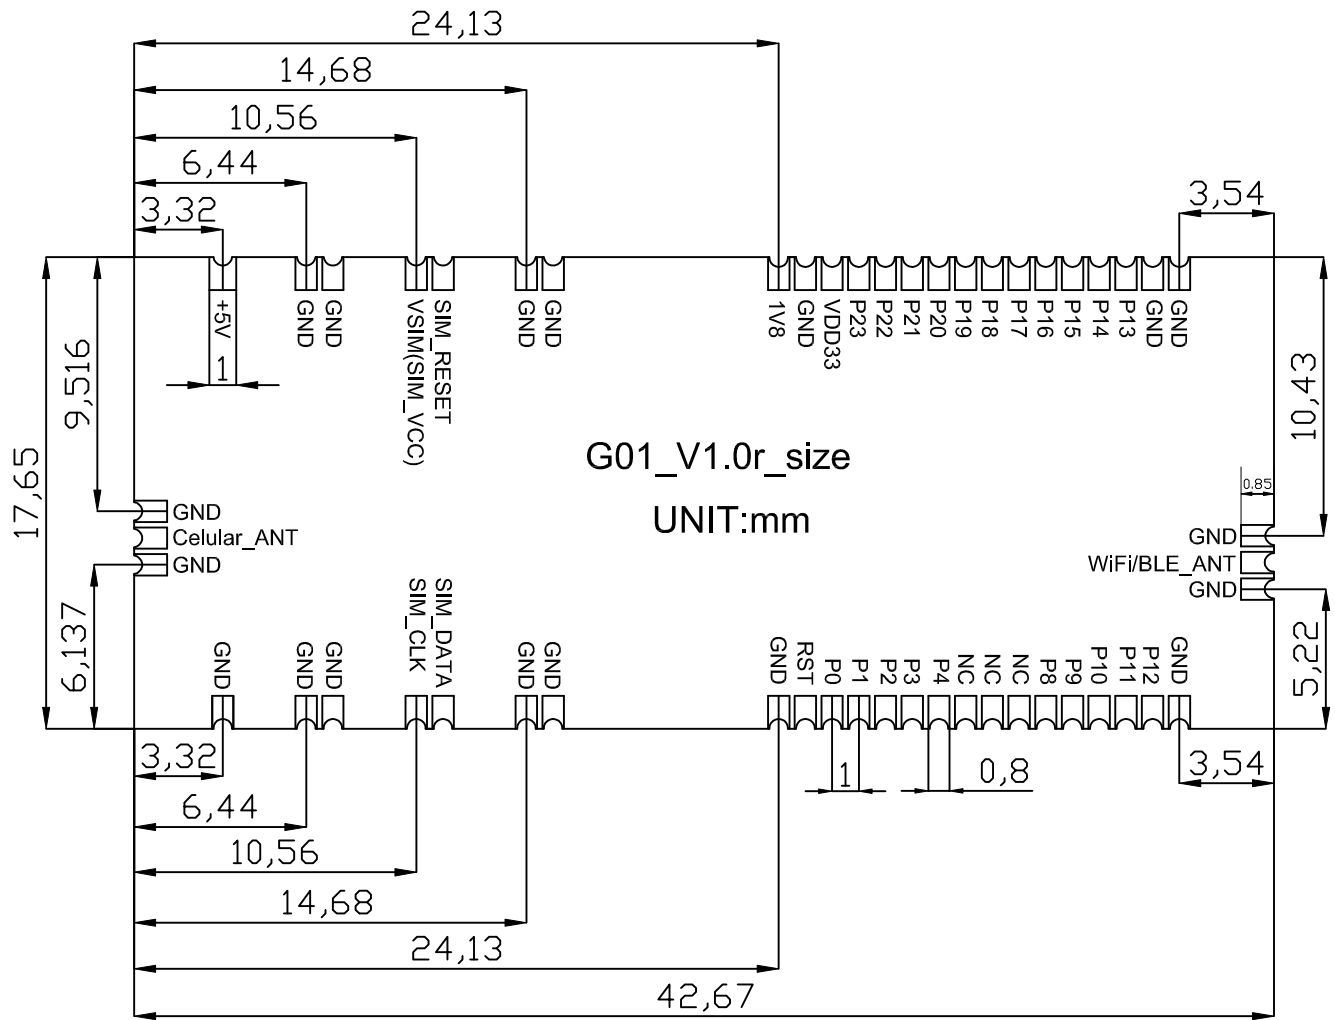 24,13
14,68
10,56
6,44
3,32
3,54
+5V
GND
GND
VSIM(SIM_VCC)
SIM_RESET
GND
GND
1V8
GND
VDD33
P23
P22
P21
P20
P19
P18
P17
P16
P15
P14
P13
GND
GND
1
9,516
17,65
10,43
G01_V1.0r_size
UNIT:mm
0.85
GND
Celular_ANT
GND
GND
WiFi/BLE_ANT
GND
6,137
5,22
GND
GND
GND
SIM_CLK
SIM_DATA
GND
GND
GND
RST
P0
P1
P2
P3
P4
NC
NC
NC
P8
P9
P10
P11
P12
GND
3,32
1
0,8
3,54
6,44
10,56
14,68
24,13
42,67